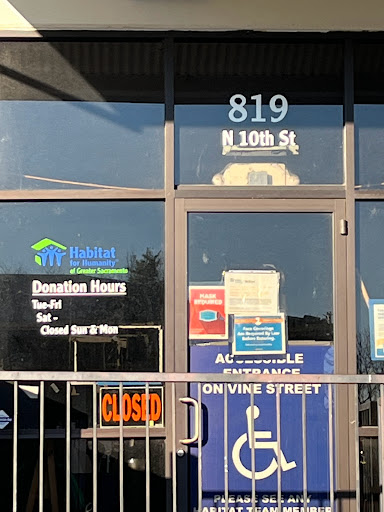 819
N 10th St
Habitat
for Humanity®
of Greater Sacramento
Donation Hours
Tue-Fri
Sat -
Closed Sun & Mon
CLOSED
MASK
REQUIRED
Face Coverings
Are Required By Law
Before Entering.
ACCESSIBLE
ENTRANCE
ON VINE STREET
PLEASE SEE ANY
HABITAT TEAM MEMBER